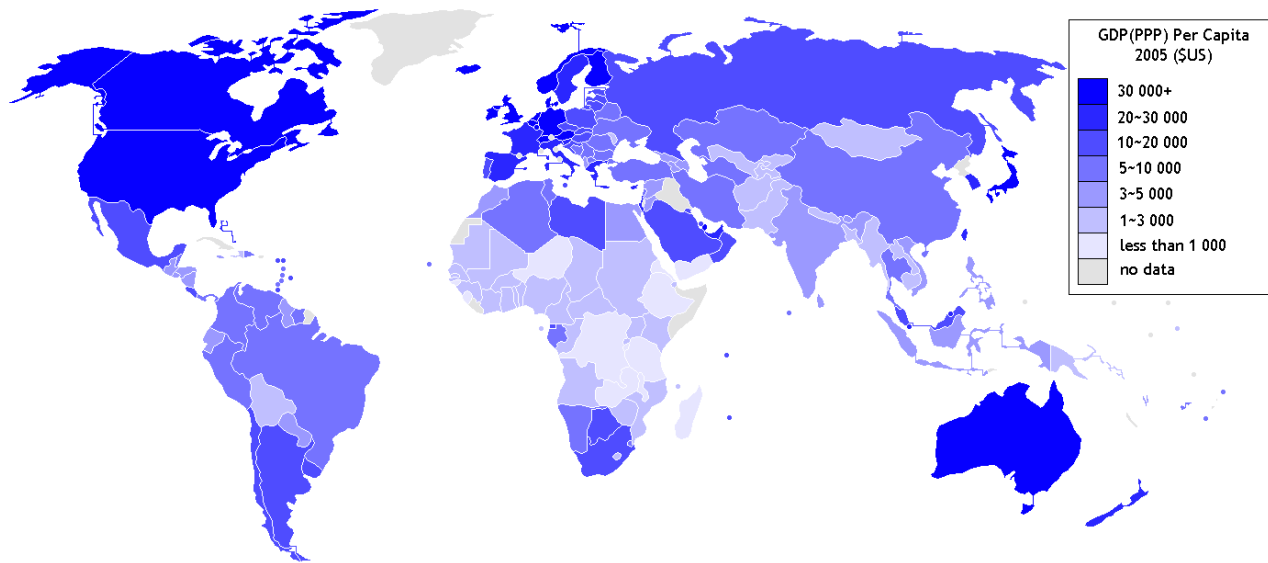 GDP(PPP) Per Capita
2005 ($US)
30 000+
20~30 000
10~20 000
5~10 000
3~5 000
1~3 000
less than 1 000
no data